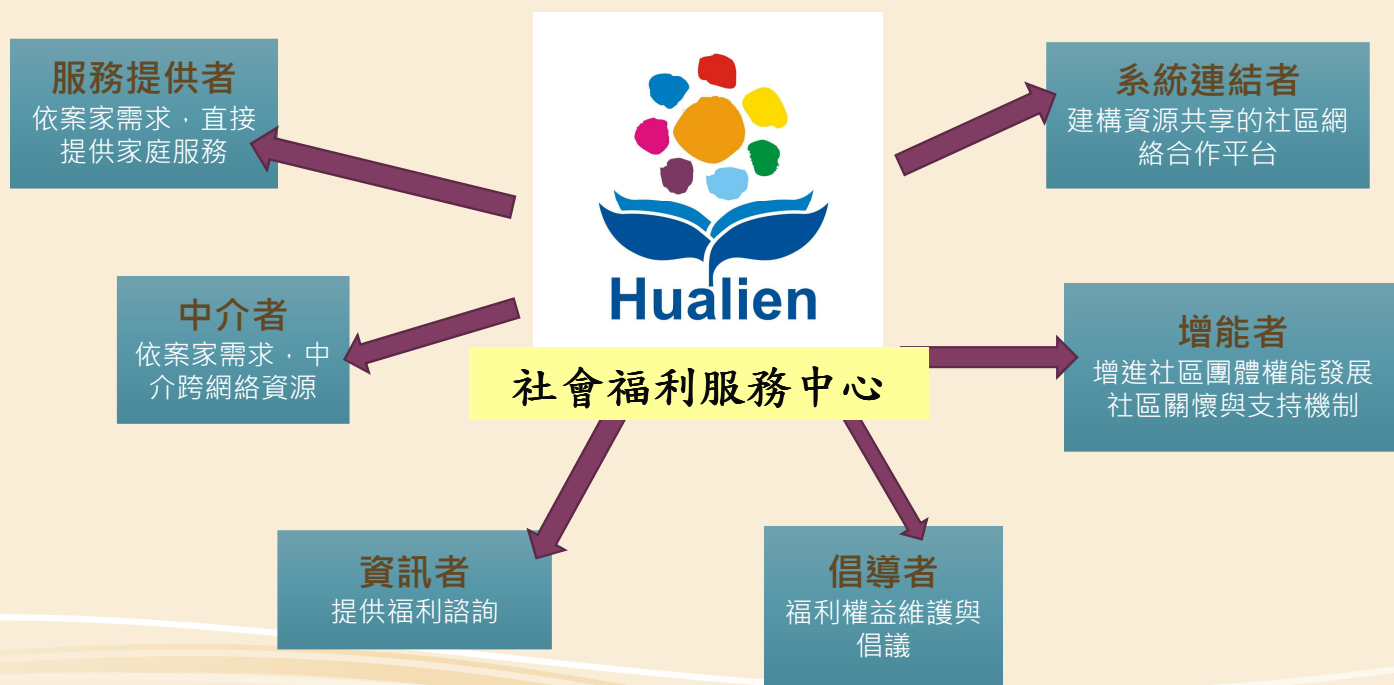 服務提供者
依案家需求，直接
提供家庭服務
系統連結者
建構資源共享的社區網
絡合作平台
Hualien
中介者
依案家需求，中
介跨網絡資源
增能者
增進社區團體權能發展
社區關懷與支持機制
社會福利服務中心
資訊者
提供福利諮詢
倡導者
福利權益維護與
倡議